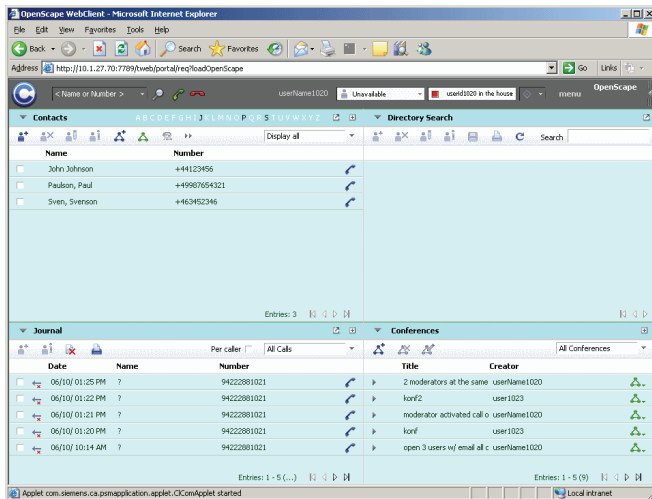 OpenScape WebClient - Microsoft Internet Explorer
File Edit View Favorites Tools Help
Back Search Favorites
Address http://10.1.27.70:7789/tweb/portal/req?loadOpenScape Go Links
< Name or Number > userName1020 Unavailable userid1020 in the house menu OpenScape
Contacts A B C D E F G H I J K L M N O P Q R S T U V W X Y Z
Display all
Name Number
John Johnson +44123456
Paulson, Paul +49987654321
Sven, Svenson +463452346
Entries: 3
Directory Search
Search
Journal
Per caller All Calls
Date Name Number
06/10/ 01:25 PM ? 94222881021
06/10/ 01:22 PM ? 94222881021
06/10/ 01:21 PM ? 94222881021
06/10/ 01:20 PM ? 94222881021
06/10/ 10:14 AM ? 94222881021
Entries: 1 - 5 (...)
Conferences
All Conferences
Title Creator
2 moderators at the same userName1020
konf2 user1023
moderator activated call o userName1020
konf user1023
open 3 users w/ email all c userName1020
Entries: 1 - 5 (9)
Applet com.siemens.ca.psmapplication.applet.ClComApplet started Local intranet